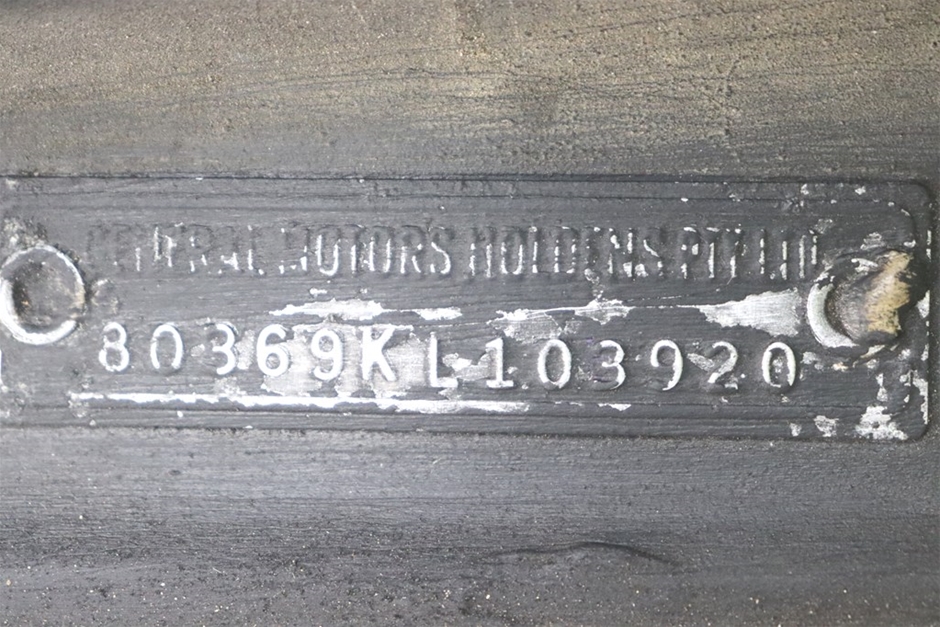 GENERAL MOTORS HOLDENS PTY LTD
80369KL103920